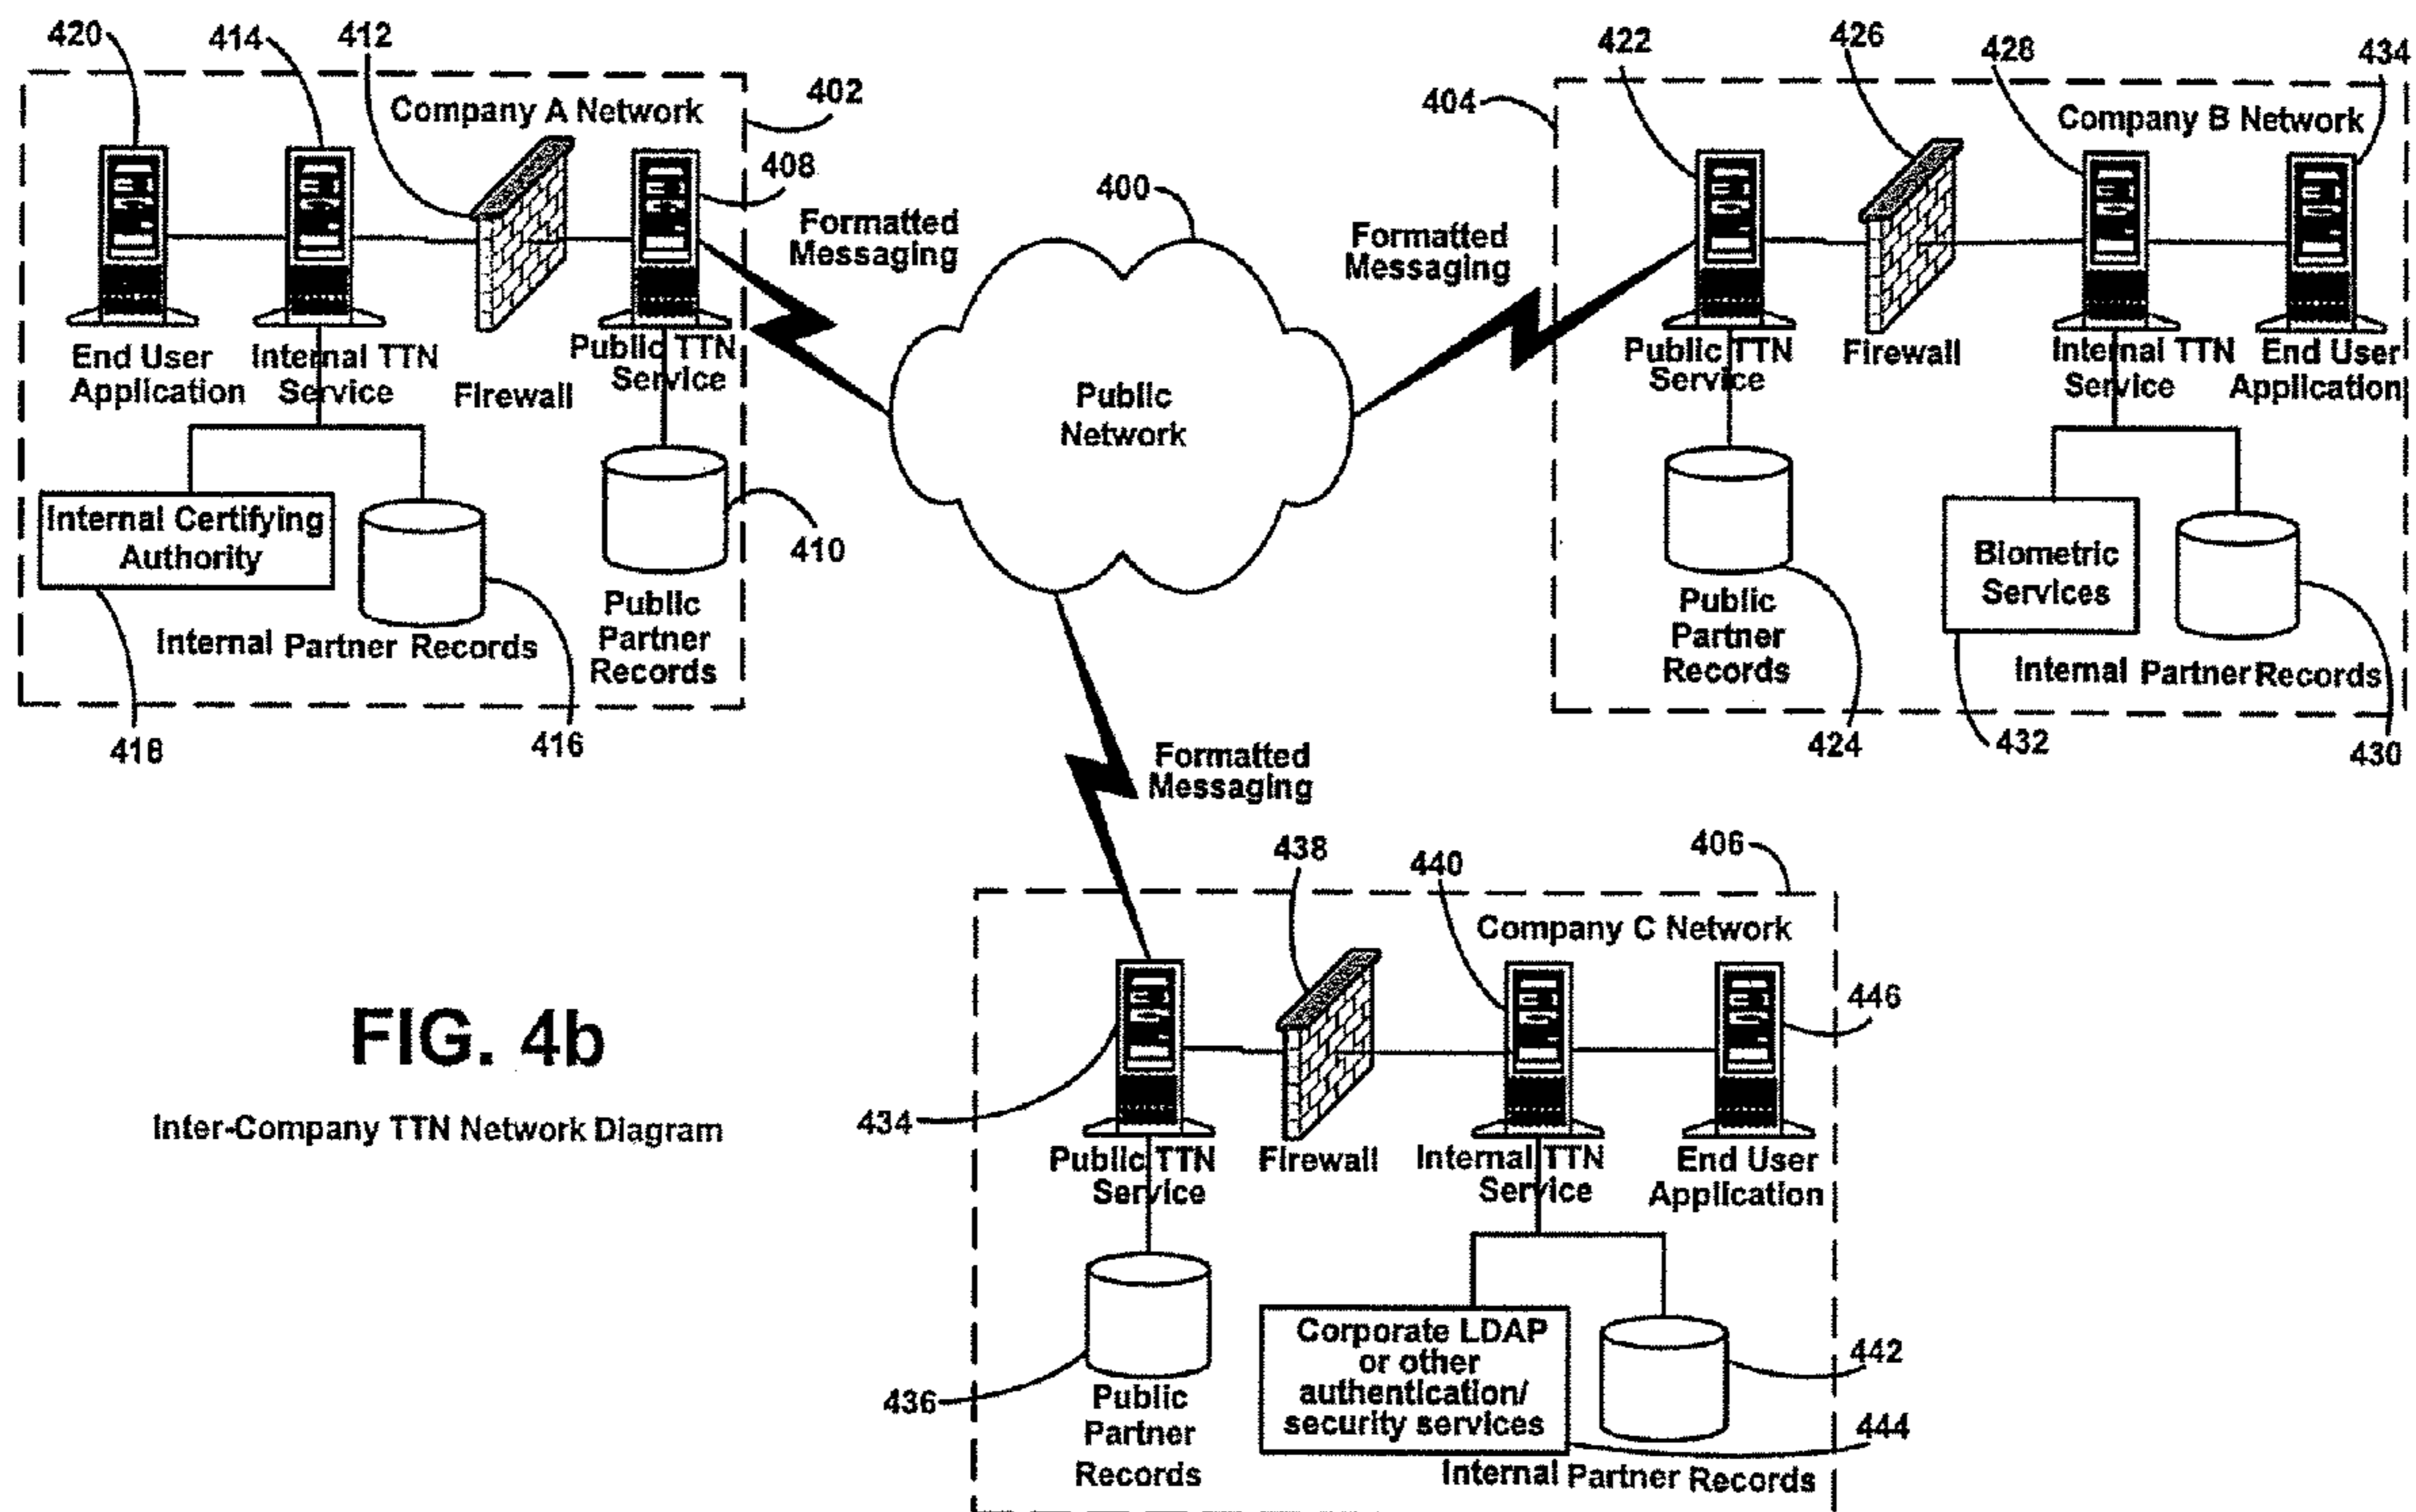 420
414
412
Company A Network
402
408
End User
Application
Internal TTN
Service
Firewall
Public TTN
Service
Internal Certifying
Authority
410
Internal Partner Records
Public
Partner
Records
418
416
Formatted
Messaging
400
Public
Network
Formatted
Messaging
422
426
428
434
404
Company B Network
Public TTN
Service
Firewall
Internal TTN
Service
End User
Application
Public
Partner
Records
Biometric
Services
Internal Partner Records
424
432
430
Formatted
Messaging
438
440
406
Company C Network
446
434
Public TTN
Service
Firewall
Internal TTN
Service
End User
Application
436
Public
Partner
Records
Corporate LDAP
or other
authentication/
security services
442
444
Internal Partner Records
FIG. 4b
Inter-Company TTN Network Diagram